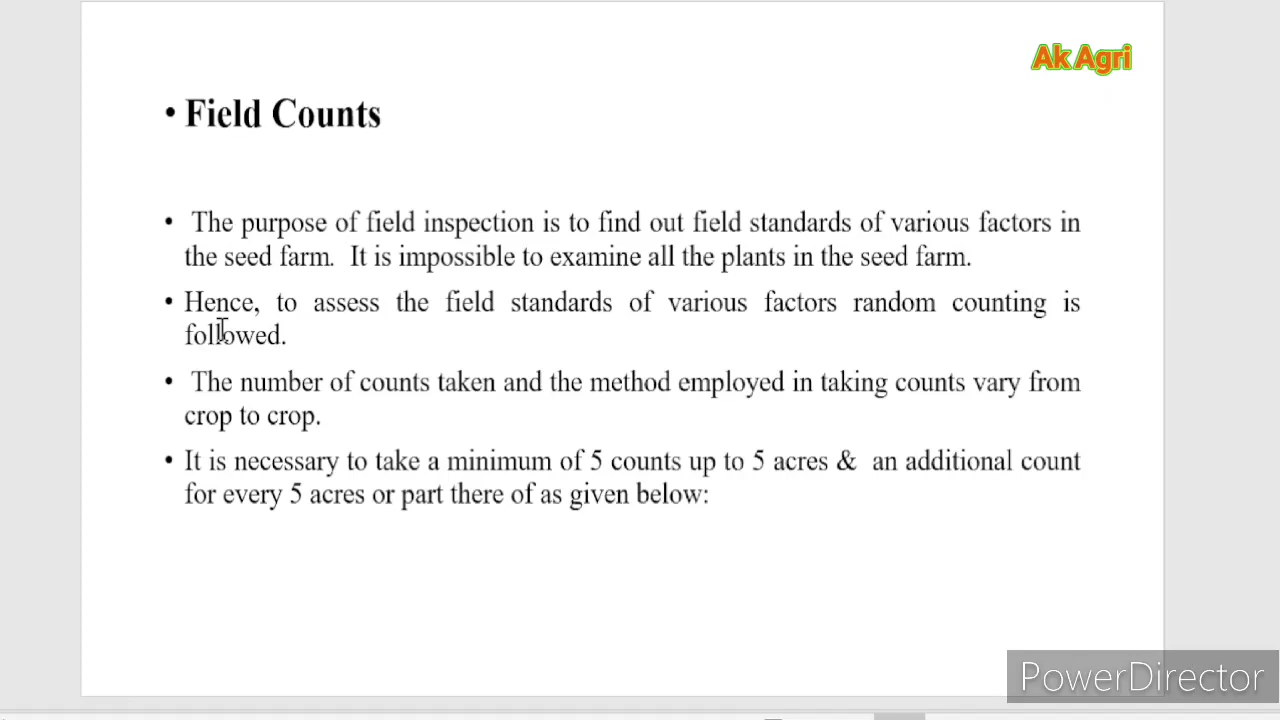 Ak Agri
• Field Counts
• The purpose of field inspection is to find out field standards of various factors in
the seed farm. It is impossible to examine all the plants in the seed farm.
• Hence, to assess the field standards of various factors random counting is
followed.
• The number of counts taken and the method employed in taking counts vary from
crop to crop.
• It is necessary to take a minimum of 5 counts up to 5 acres & an additional count
for every 5 acres or part there of as given below:
PowerDirector